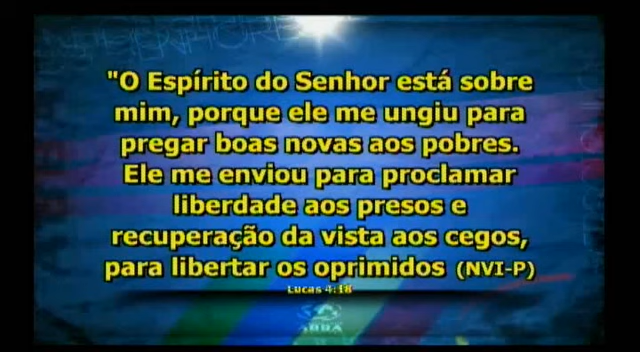 "O Espírito do Senhor está sobre
mim, porque ele me ungiu para
pregar boas novas aos pobres.
Ele me enviou para proclamar
liberdade aos presos e
recuperação da vista aos cegos,
para libertar os oprimidos (NVI-P)
Lucas 4:18
ABBA